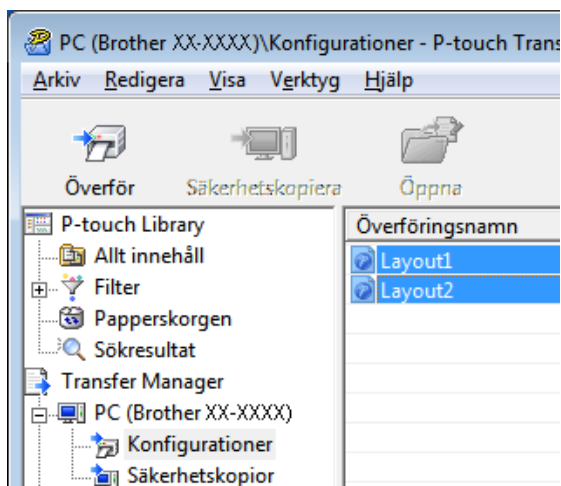 PC (Brother XX-XXXX)\Konfigurationer - P-touch Trans
Arkiv Redigera Visa Verktyg Hjälp
Överför Säkerhetskopiera Öppna
P-touch Library
Allt innehåll
Filter
Papperskorgen
Sökresultat
Transfer Manager
PC (Brother XX-XXXX)
Konfigurationer
Säkerhetskopior
Överföringsnamn
Layout1
Layout2